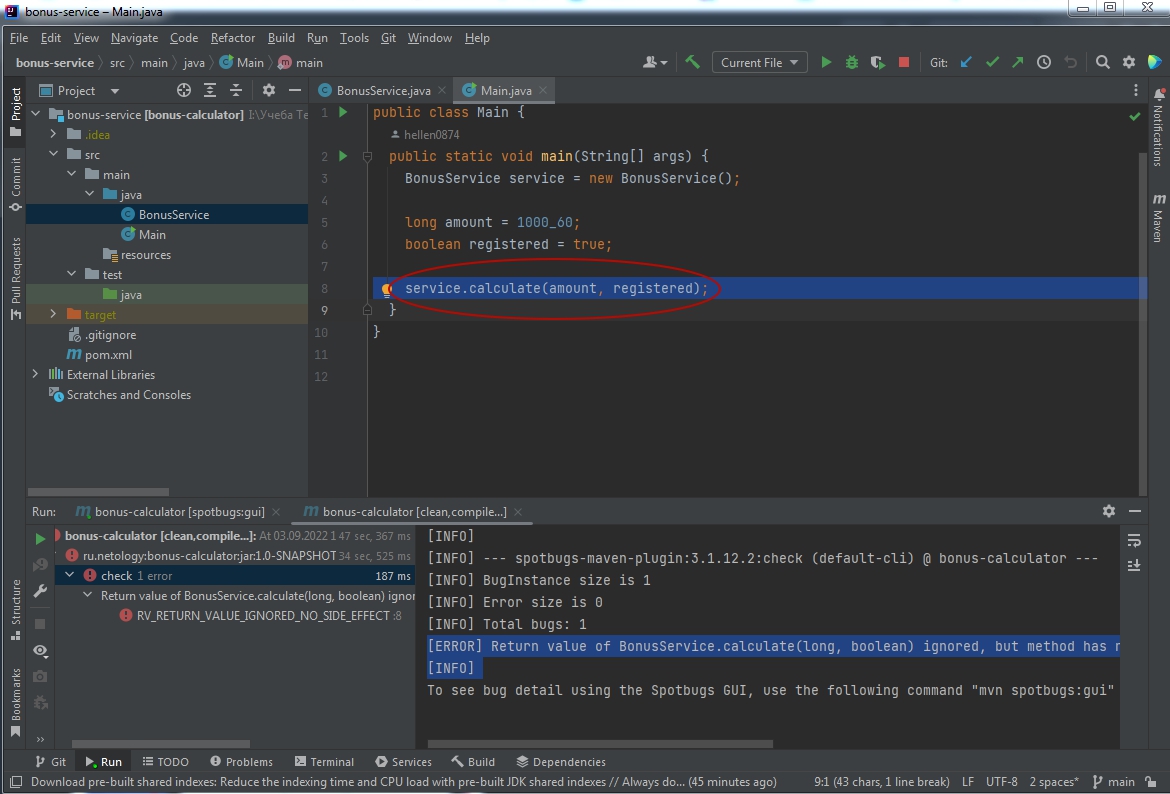 bonus-service – Main.java
File Edit View Navigate Code Refactor Build Run Tools Git Window Help
bonus-service src main java Main main
Current File
Git:
Project
BonusService.java
Main.java
Project
Commit
Pull Requests
Structure
Bookmarks
Notifications
Maven
bonus-service [bonus-calculator] I:\Учеба Те
.idea
src
main
java
BonusService
Main
resources
test
java
target
.gitignore
pom.xml
External Libraries
Scratches and Consoles
1 public class Main {
hellen0874
2 public static void main(String[] args) {
3 BonusService service = new BonusService();
4
5 long amount = 1000_60;
6 boolean registered = true;
7
8 service.calculate(amount, registered);
9 }
10 }
11
12
Run: bonus-calculator [spotbugs:gui] bonus-calculator [clean,compile...]
bonus-calculator [clean,compile...]: At 03.09.2022 1 47 sec, 367 ms
ru.netology:bonus-calculator:jar:1.0-SNAPSHOT 34 sec, 525 ms
check 1 error 187 ms
Return value of BonusService.calculate(long, boolean) ignor
RV_RETURN_VALUE_IGNORED_NO_SIDE_EFFECT :8
[INFO]
[INFO] --- spotbugs-maven-plugin:3.1.12.2:check (default-cli) @ bonus-calculator ---
[INFO] BugInstance size is 1
[INFO] Error size is 0
[INFO] Total bugs: 1
[ERROR] Return value of BonusService.calculate(long, boolean) ignored, but method has
[INFO]
To see bug detail using the Spotbugs GUI, use the following command "mvn spotbugs:gui"
Git Run TODO Problems Terminal Services Build Dependencies
Download pre-built shared indexes: Reduce the indexing time and CPU load with pre-built JDK shared indexes // Always do... (45 minutes ago) 9:1 (43 chars, 1 line break) LF UTF-8 2 spaces* main